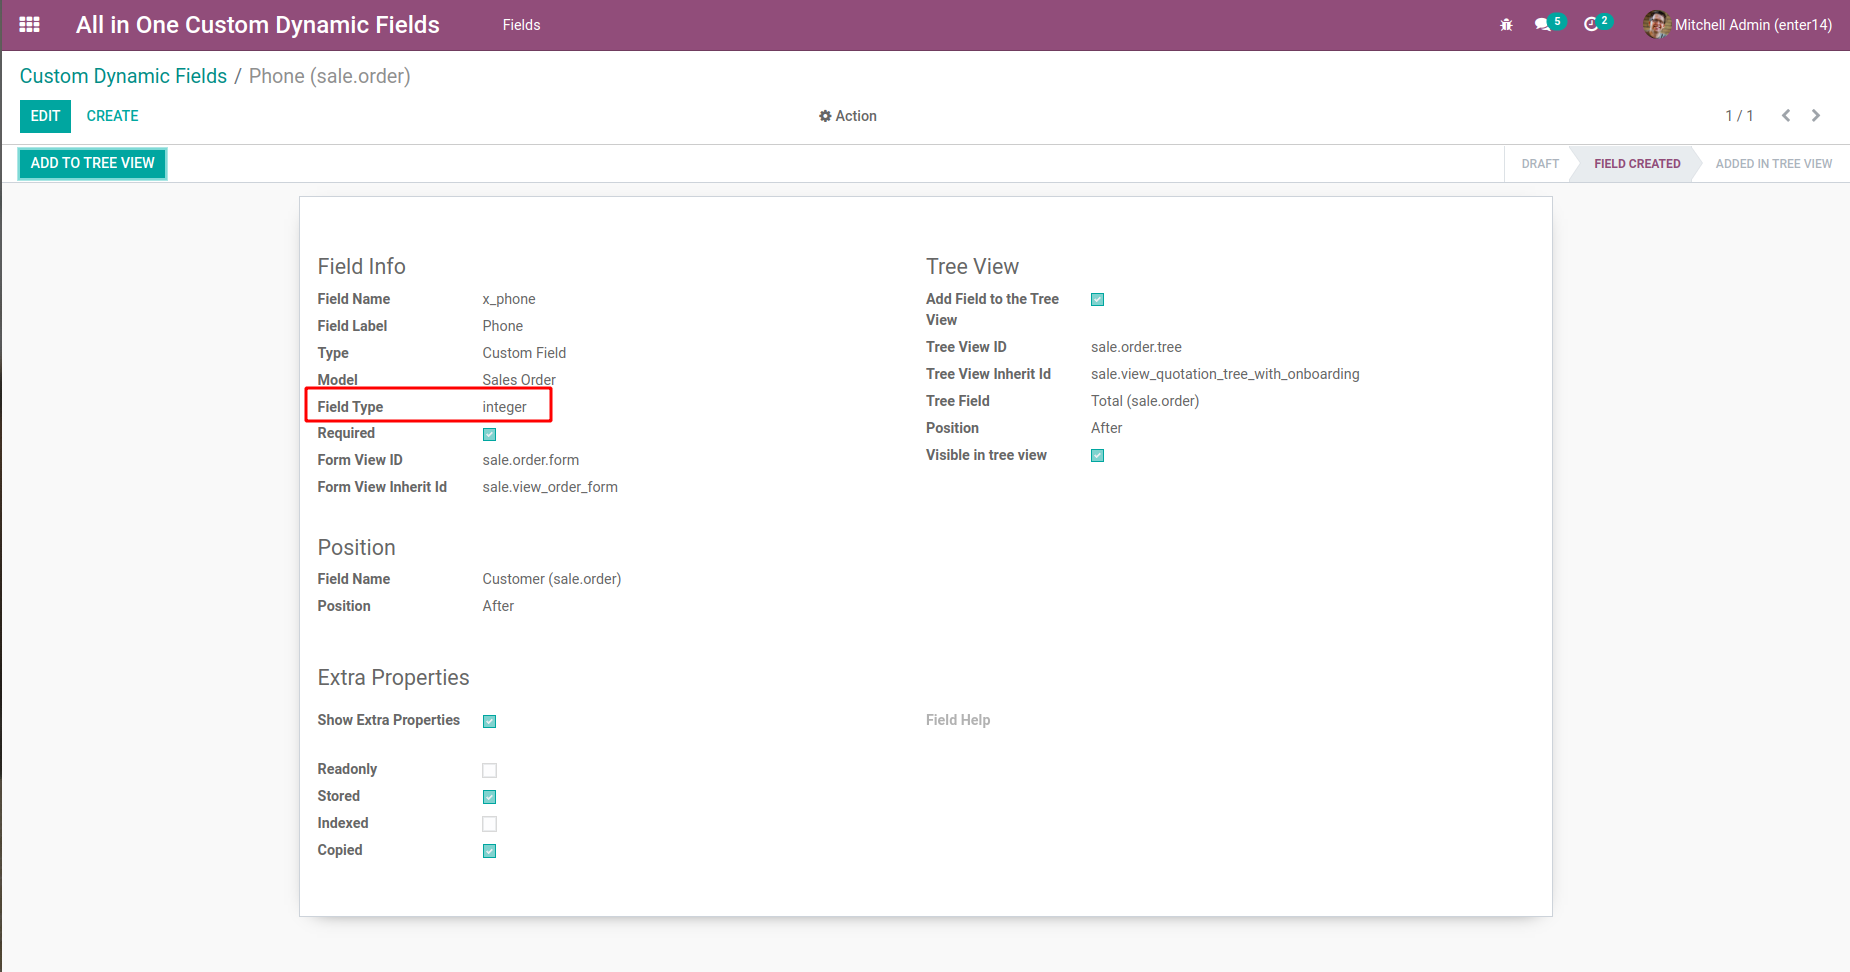 All in One Custom Dynamic Fields
Fields
5
2
Mitchell Admin (enter14)
Custom Dynamic Fields / Phone (sale.order)
EDIT
CREATE
Action
1 / 1
ADD TO TREE VIEW
DRAFT
FIELD CREATED
ADDED IN TREE VIEW
Field Info
Field Name x_phone
Field Label Phone
Type Custom Field
Model Sales Order
Field Type integer
Required
Form View ID sale.order.form
Form View Inherit Id sale.view_order_form
Tree View
Add Field to the Tree
View
Tree View ID sale.order.tree
Tree View Inherit Id sale.view_quotation_tree_with_onboarding
Tree Field Total (sale.order)
Position After
Visible in tree view
Position
Field Name Customer (sale.order)
Position After
Extra Properties
Show Extra Properties
Field Help
Readonly
Stored
Indexed
Copied